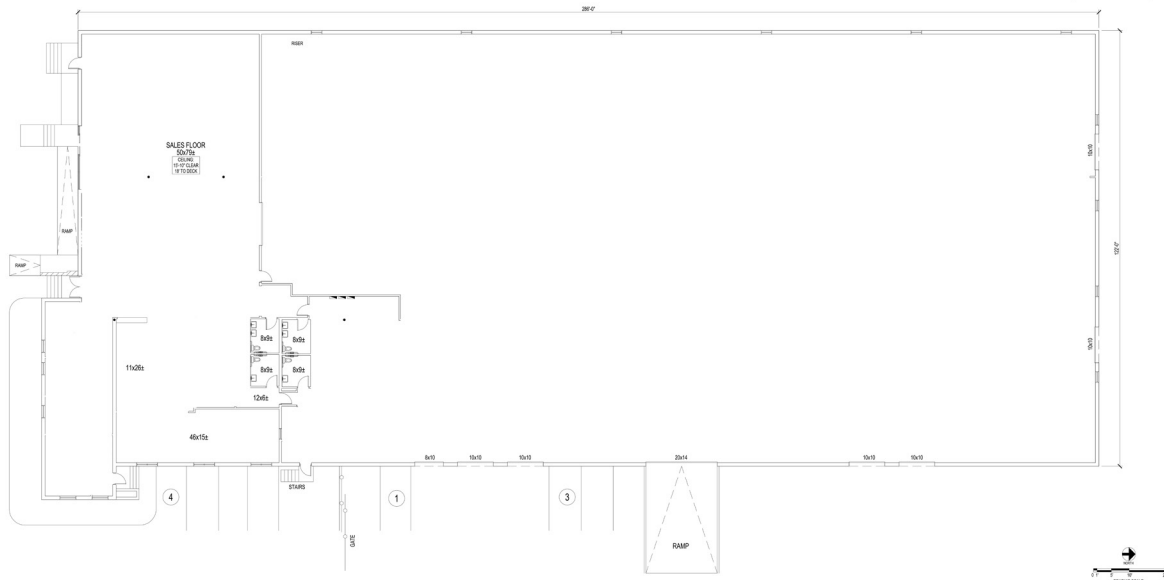 286'-0"
RISER
SALES FLOOR
50x79±
CEILING
15'-10" CLEAR
18' TO DECK
10x10
122'-0"
RAMP
RAMP
8x9±
8x9±
11x26±
8x9±
8x9±
10x10
12x6±
46x15±
8x10
10x10
10x10
20x14
10x10
10x10
STAIRS
4
1
3
GATE
RAMP
NORTH